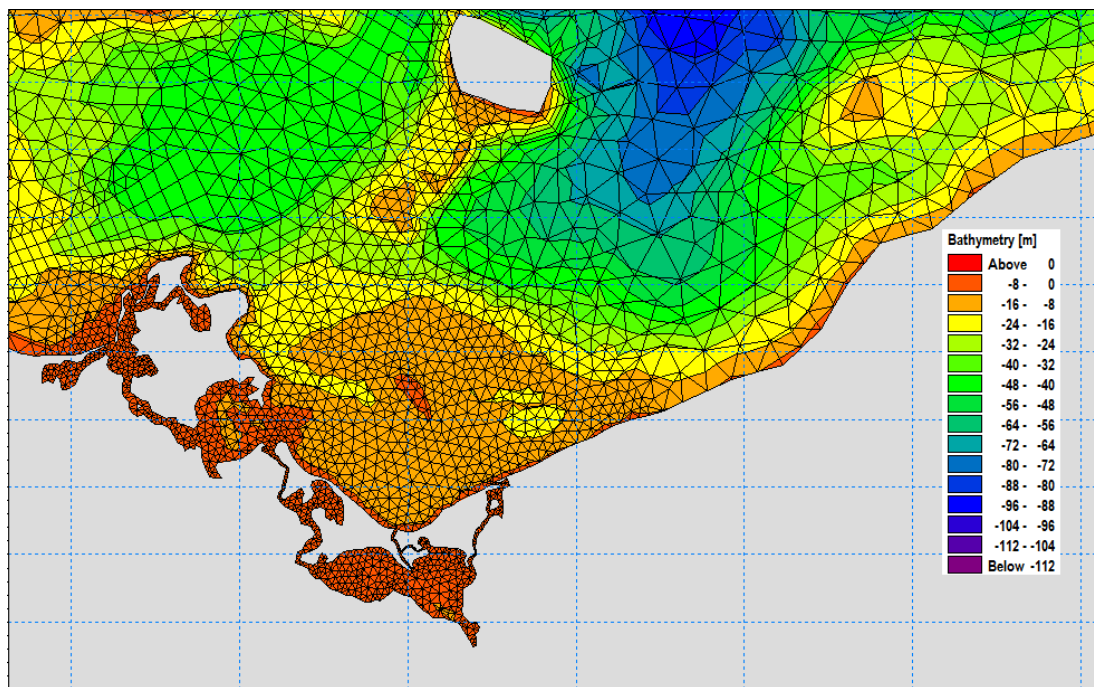 Bathymetry [m]
Above 0
-8 - 0
-16 - -8
-24 - -16
-32 - -24
-40 - -32
-48 - -40
-56 - -48
-64 - -56
-72 - -64
-80 - -72
-88 - -80
-96 - -88
-104 - -96
-112 - -104
Below -112